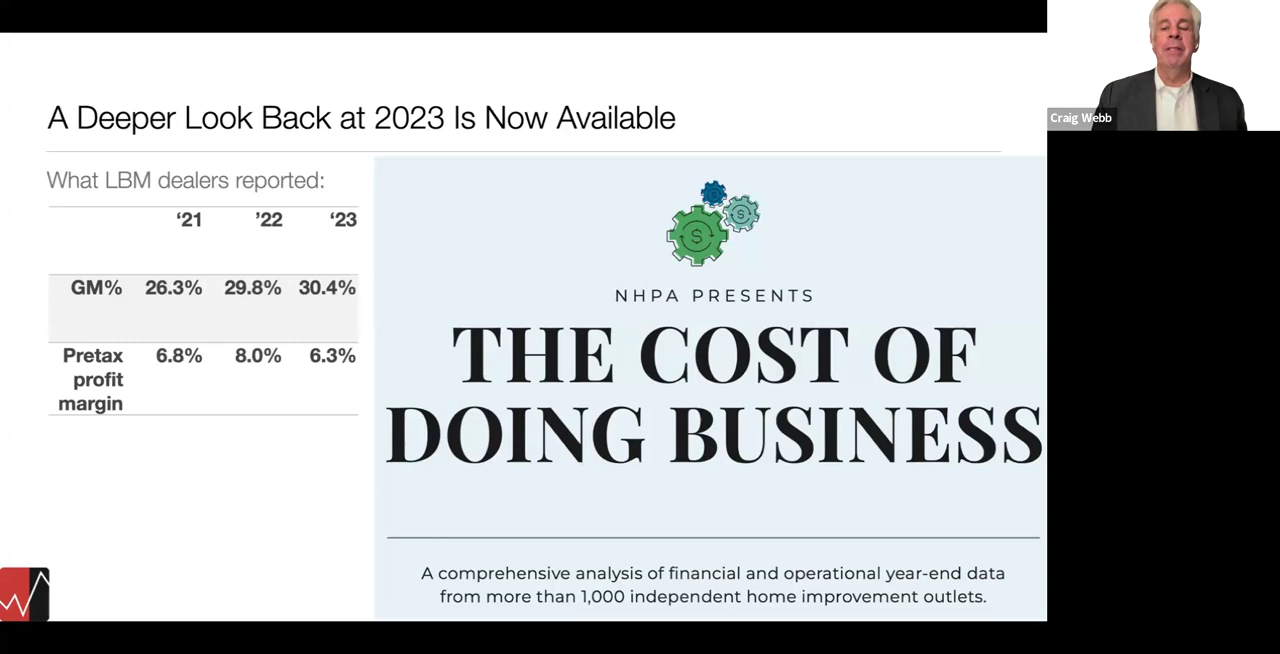 A Deeper Look Back at 2023 Is Now Available
Craig Webb
What LBM dealers reported:
‘21 ’22 ‘23
GM% 26.3% 29.8% 30.4%
Pretax 6.8% 8.0% 6.3%
profit
margin
NHPA PRESENTS
THE COST OF
DOING BUSINESS
A comprehensive analysis of financial and operational year-end data
from more than 1,000 independent home improvement outlets.